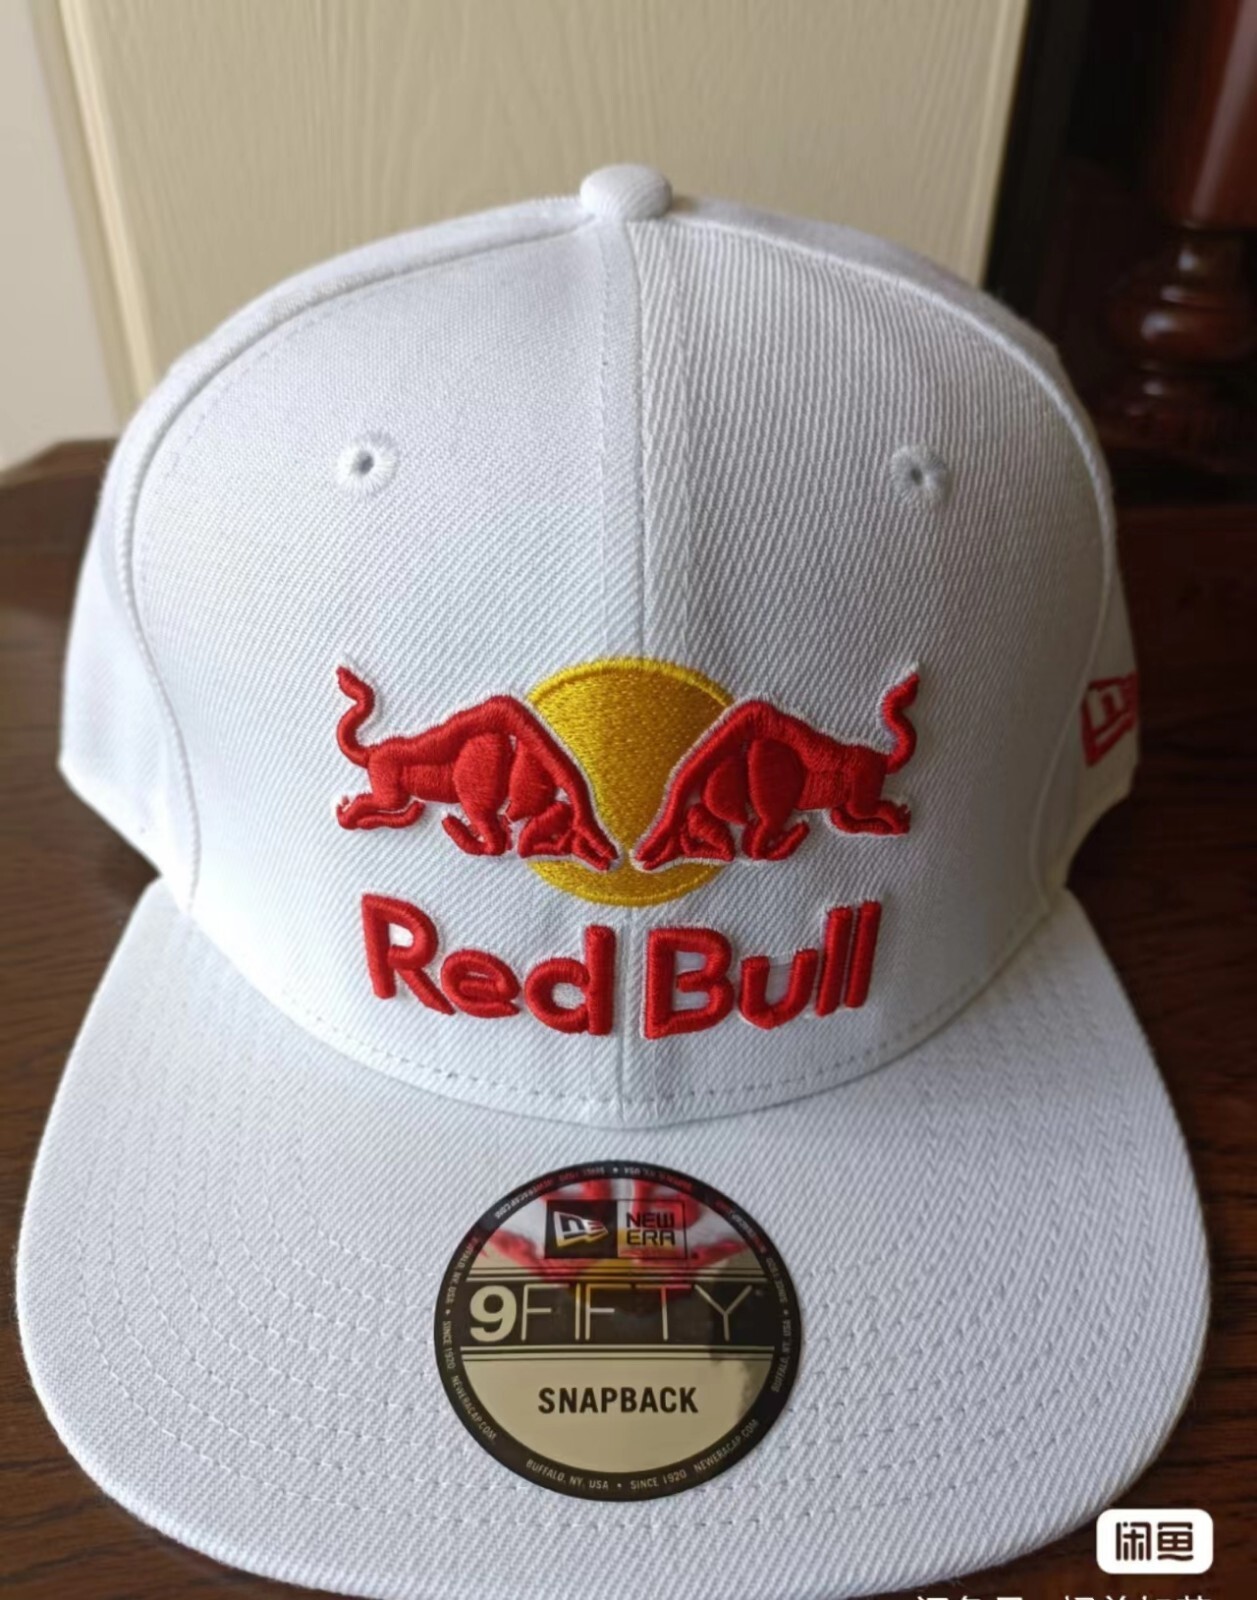 Red Bull
NEW
ERA
9FIFTY
SNAPBACK
BUFFALO, NY, USA • SINCE 1920 NEWERACAP.COM
闲鱼